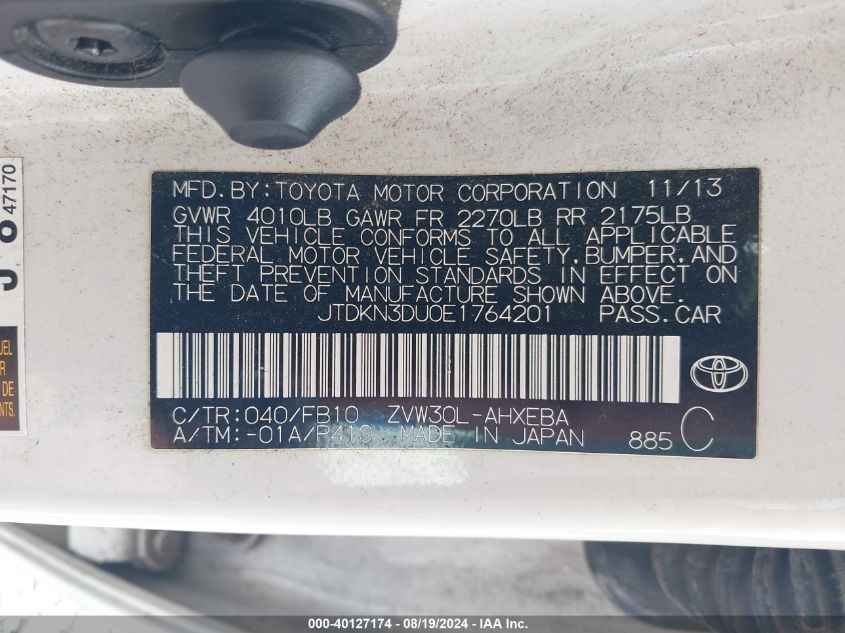 MFD. BY: TOYOTA MOTOR CORPORATION 11/13
GVWR 4010LB GAWR FR 2270LB RR 2175LB
THIS VEHICLE CONFORMS TO ALL APPLICABLE
FEDERAL MOTOR VEHICLE SAFETY, BUMPER, AND
THEFT PREVENTION STANDARDS IN EFFECT ON
THE DATE OF MANUFACTURE SHOWN ABOVE.
JTDKN3DU0E1764201 PASS.CAR
C/TR: 040/FB10 ZVW30L-AHXEBA
A/TM: -01A/P410 MADE IN JAPAN 885 C
47170
DE
000-40127174 - 08/19/2024 - IAA Inc.